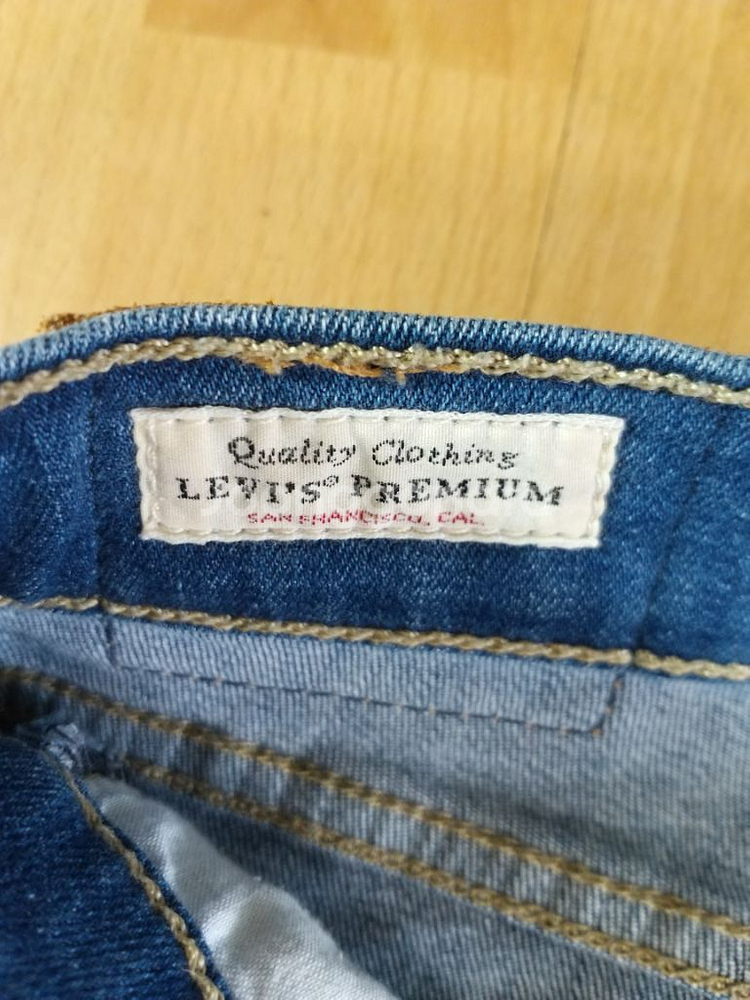 Quality Clothing
LEVI'S® PREMIUM
SAN FRANCISCO, CAL.